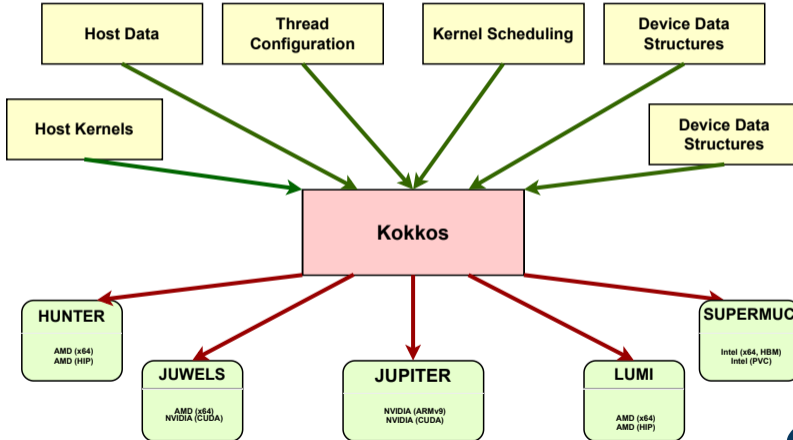 Host Data
Thread
Configuration
Kernel Scheduling
Device Data
Structures
Host Kernels
Device Data
Structures
Kokkos
HUNTER
AMD (x64)
AMD (HIP)
JUWELS
AMD (x64)
NVIDIA (CUDA)
JUPITER
NVIDIA (ARMv9)
NVIDIA (CUDA)
LUMI
AMD (x64)
AMD (HIP)
SUPERMUC
Intel (x64, HBM)
Intel (PVC)